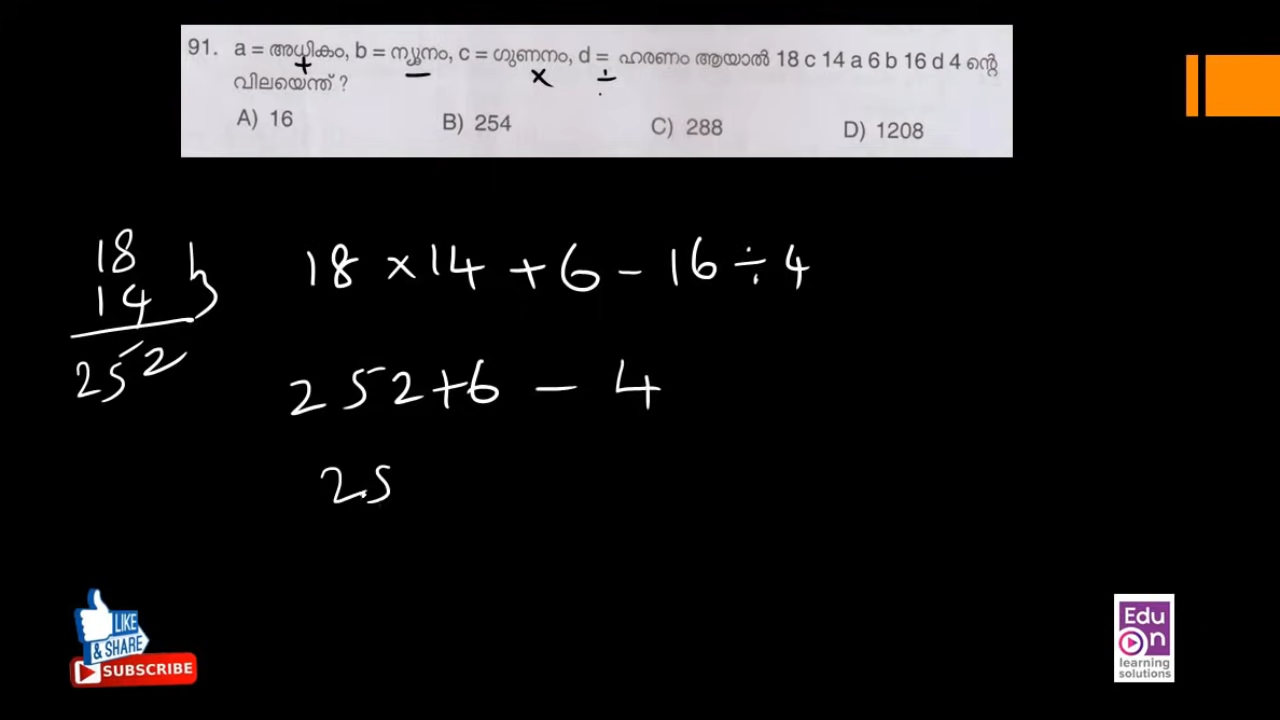 91. a = അധികം, b = ന്യൂനം, c = ഗുണനം, d = ഹരണം ആയാൽ 18 c 14 a 6 b 16 d 4 ന്റെ
+ − × ÷
വിലയെന്ത് ?
A) 16 B) 254 C) 288 D) 1208
18
14
252
18 × 14 + 6 − 16 ÷ 4
252 + 6 − 4
25
LIKE
& SHARE
SUBSCRIBE
Edu
n
learning
solutions